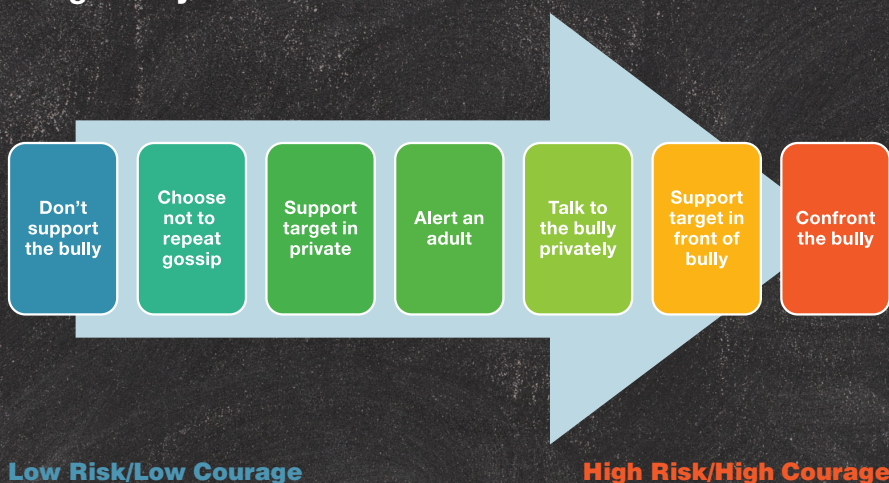 Don't
support
the bully
Choose
not to
repeat
gossip
Support
target in
private
Alert an
adult
Talk to
the bully
privately
Support
target in
front of
bully
Confront
the bully
Low Risk/Low Courage
High Risk/High Courage